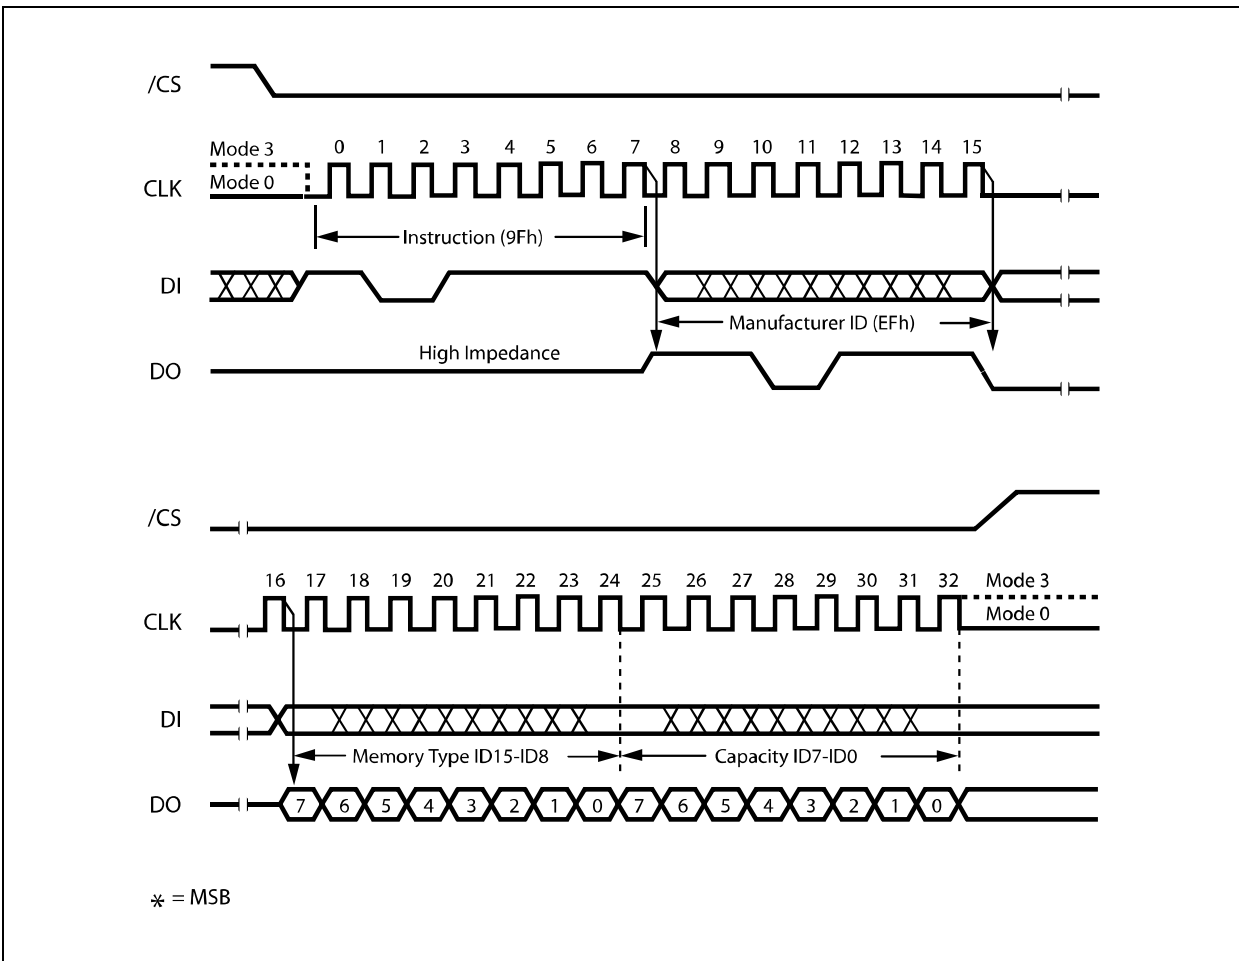 /CS
Mode 3
0 1 2 3 4 5 6 7 8 9 10 11 12 13 14 15
Mode 0
CLK
Instruction (9Fh)
DI
Manufacturer ID (EFh)
High Impedance
DO
/CS
16 17 18 19 20 21 22 23 24 25 26 27 28 29 30 31 32
Mode 3
Mode 0
CLK
DI
Memory Type ID15-ID8
Capacity ID7-ID0
DO
7 6 5 4 3 2 1 0 7 6 5 4 3 2 1 0
* = MSB